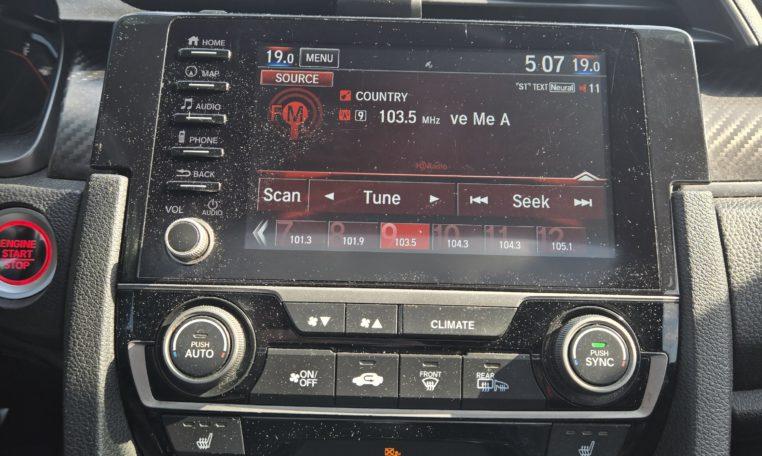 HOME
MAP
AUDIO
PHONE
BACK
VOL AUDIO
19.0 MENU 5:07 19.0
SOURCE
"ST" TEXT Neural 11
FM
COUNTRY
9 103.5 MHz ve Me A
HD Radio
Scan Tune Seek
7 8 9 10 11 12
101.3 101.9 103.5 104.3 104.3 105.1
ENGINE
START
STOP
CLIMATE
PUSH
AUTO
PUSH
SYNC
ON/
OFF
FRONT
REAR